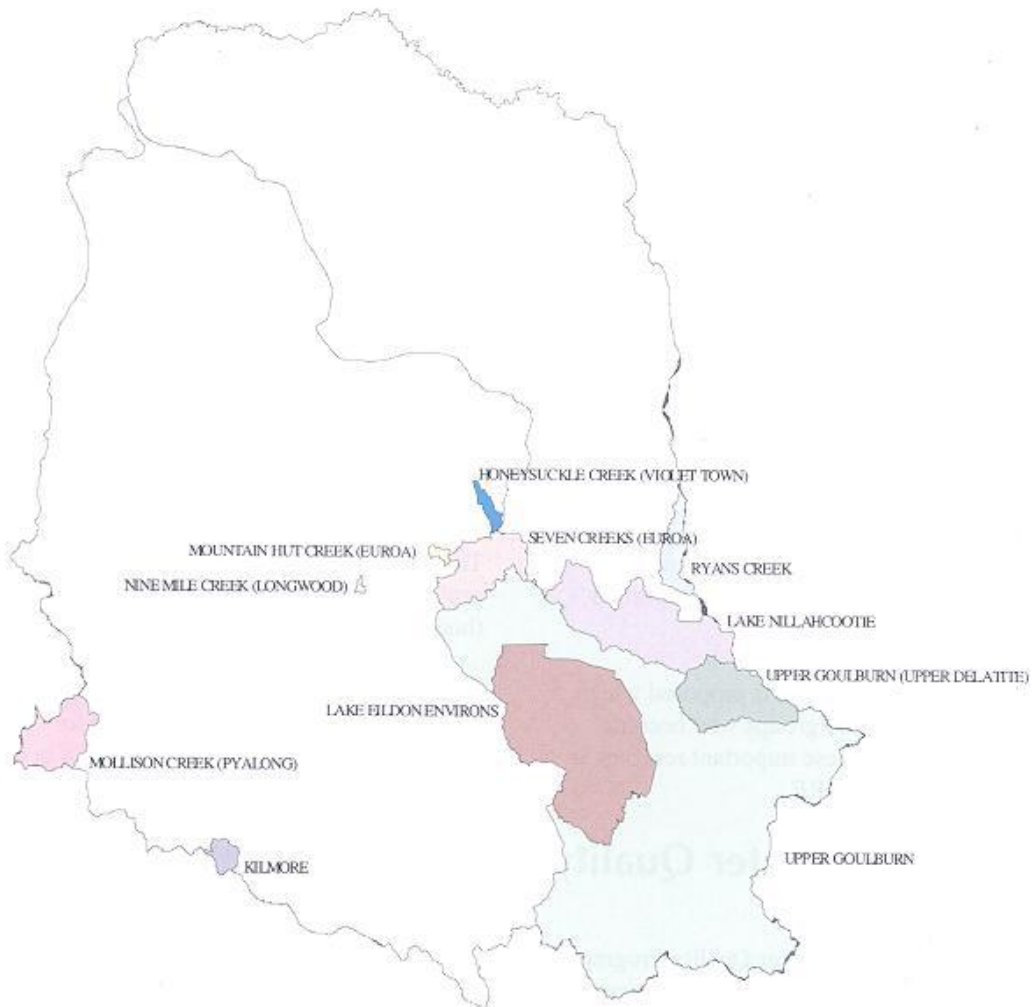 HONEYSUCKLE CREEK (VIOLET TOWN)
SEVEN CREEKS (EUROA)
MOUNTAIN HUT CREEK (EUROA)
RYANS CREEK
NINE MILE CREEK (LONGWOOD)
LAKE NILLAHCOOTIE
UPPER GOULBURN (UPPER DELATITE)
LAKE EILDON ENVIRONS
MOLLISON CREEK (PYALONG)
UPPER GOULBURN
KILMORE